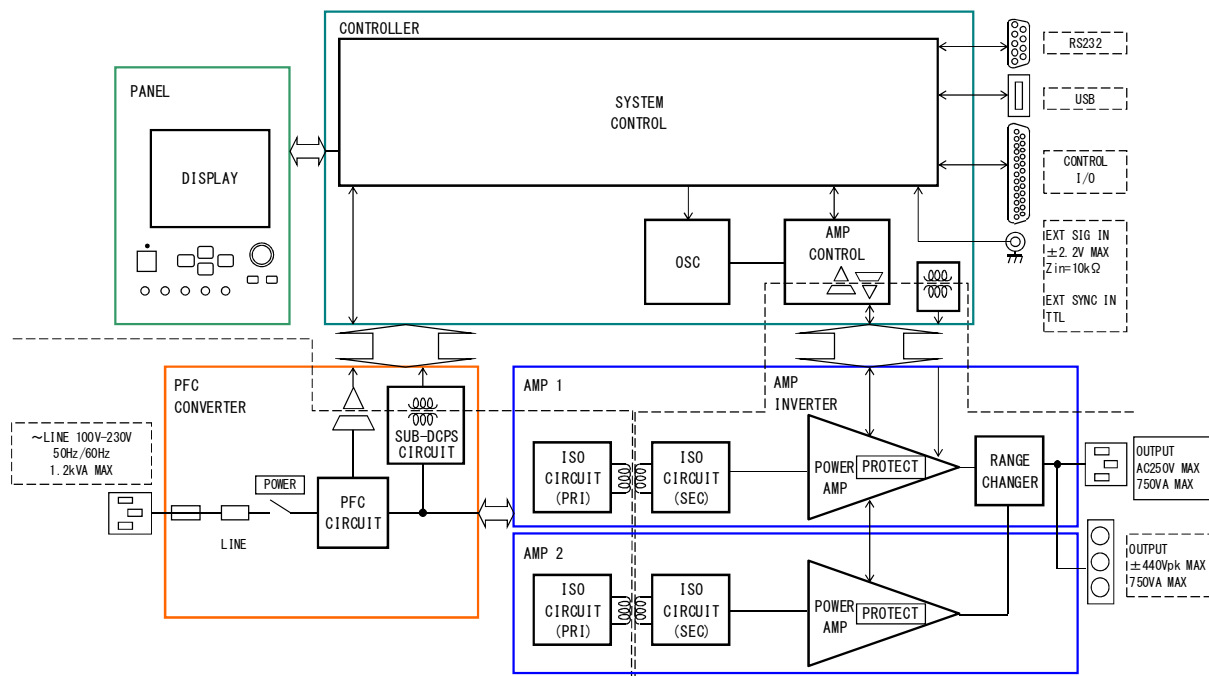 CONTROLLER
SYSTEM
CONTROL
RS232
USB
CONTROL
I/O
PANEL
DISPLAY
OSC
AMP
CONTROL
EXT SIG IN
±2.2V MAX
Zin=10kΩ
EXT SYNC IN
TTL
PFC
CONVERTER
SUB-DCPS
CIRCUIT
~LINE 100V-230V
50Hz/60Hz
1.2kVA MAX
POWER
LINE
PFC
CIRCUIT
AMP 1
AMP
INVERTER
ISO
CIRCUIT
(PRI)
ISO
CIRCUIT
(SEC)
POWER
AMP
PROTECT
RANGE
CHANGER
OUTPUT
AC250V MAX
750VA MAX
AMP 2
ISO
CIRCUIT
(PRI)
ISO
CIRCUIT
(SEC)
POWER
AMP
PROTECT
OUTPUT
±440Vpk MAX
750VA MAX